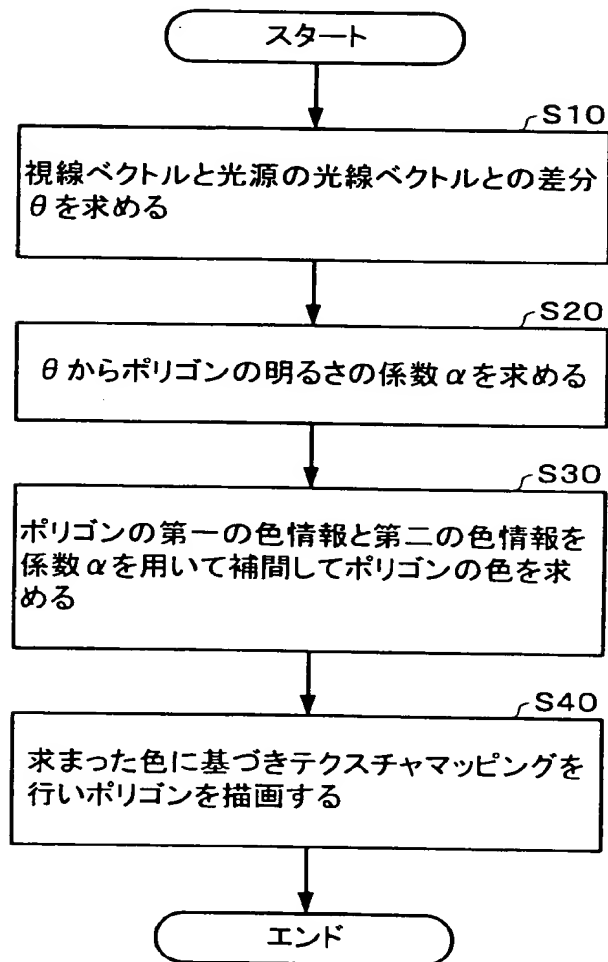 スタート
S10
視線ベクトルと光源の光線ベクトルとの差分
θを求める
S20
θからポリゴンの明るさの係数αを求める
S30
ポリゴンの第一の色情報と第二の色情報を
係数αを用いて補間してポリゴンの色を求
める
S40
求まった色に基づきテクスチャマッピングを
行いポリゴンを描画する
エンド